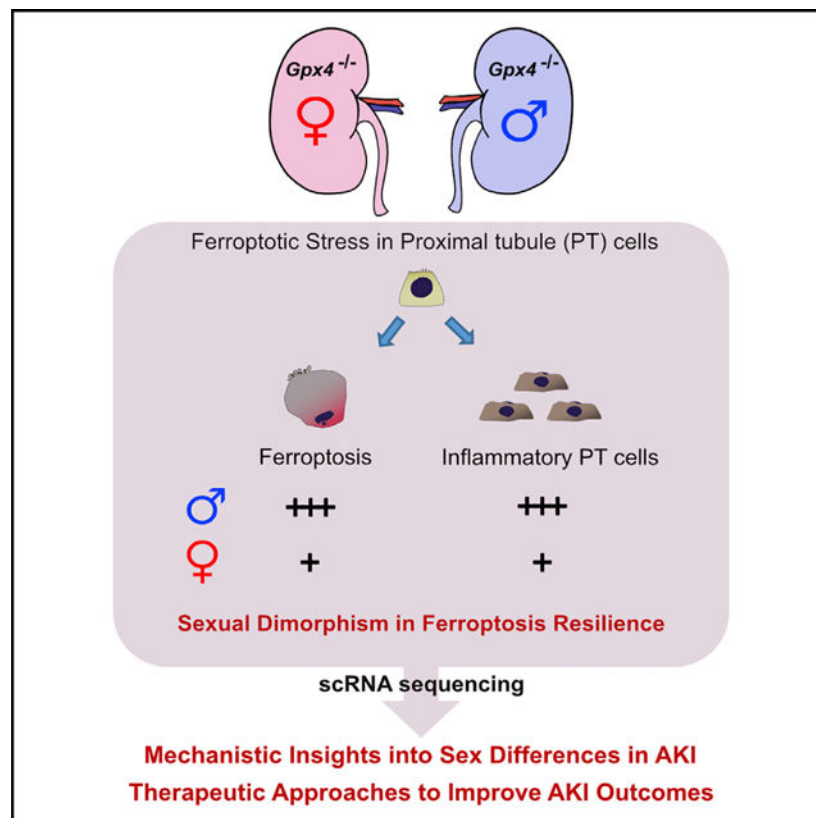 Gpx4 -/- Gpx4 -/-
♀ ♂
Ferroptotic Stress in Proximal tubule (PT) cells
Ferroptosis Inflammatory PT cells
♂ +++ +++
♀ + +
Sexual Dimorphism in Ferroptosis Resilience
scRNA sequencing
Mechanistic Insights into Sex Differences in AKI
Therapeutic Approaches to Improve AKI Outcomes